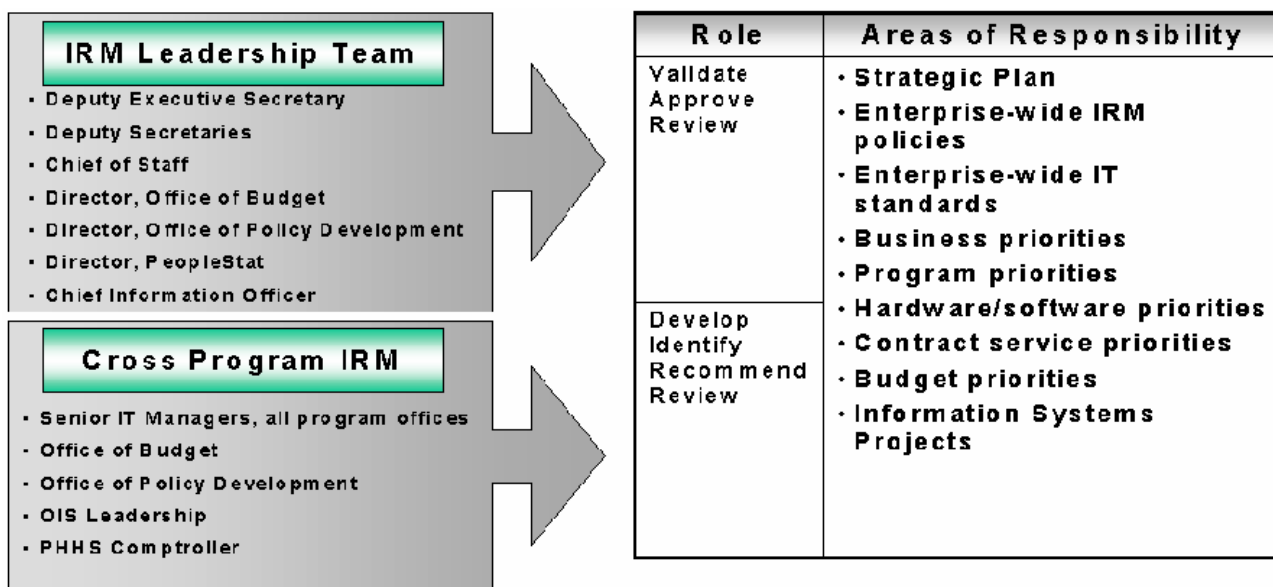 IRM Leadership Team
- Deputy Executive Secretary
- Deputy Secretaries
- Chief of Staff
- Director, Office of Budget
- Director, Office of Policy Development
- Director, PeopleStat
- Chief Information Officer
Cross Program IRM
- Senior IT Managers, all program offices
- Office of Budget
- Office of Policy Development
- OIS Leadership
- PHHS Comptroller
Role
Validate
Approve
Review
Develop
Identify
Recommend
Review
Areas of Responsibility
• Strategic Plan
• Enterprise-wide IRM
policies
• Enterprise-wide IT
standards
• Business priorities
• Program priorities
• Hardware/software priorities
• Contract service priorities
• Budget priorities
• Information Systems
Projects